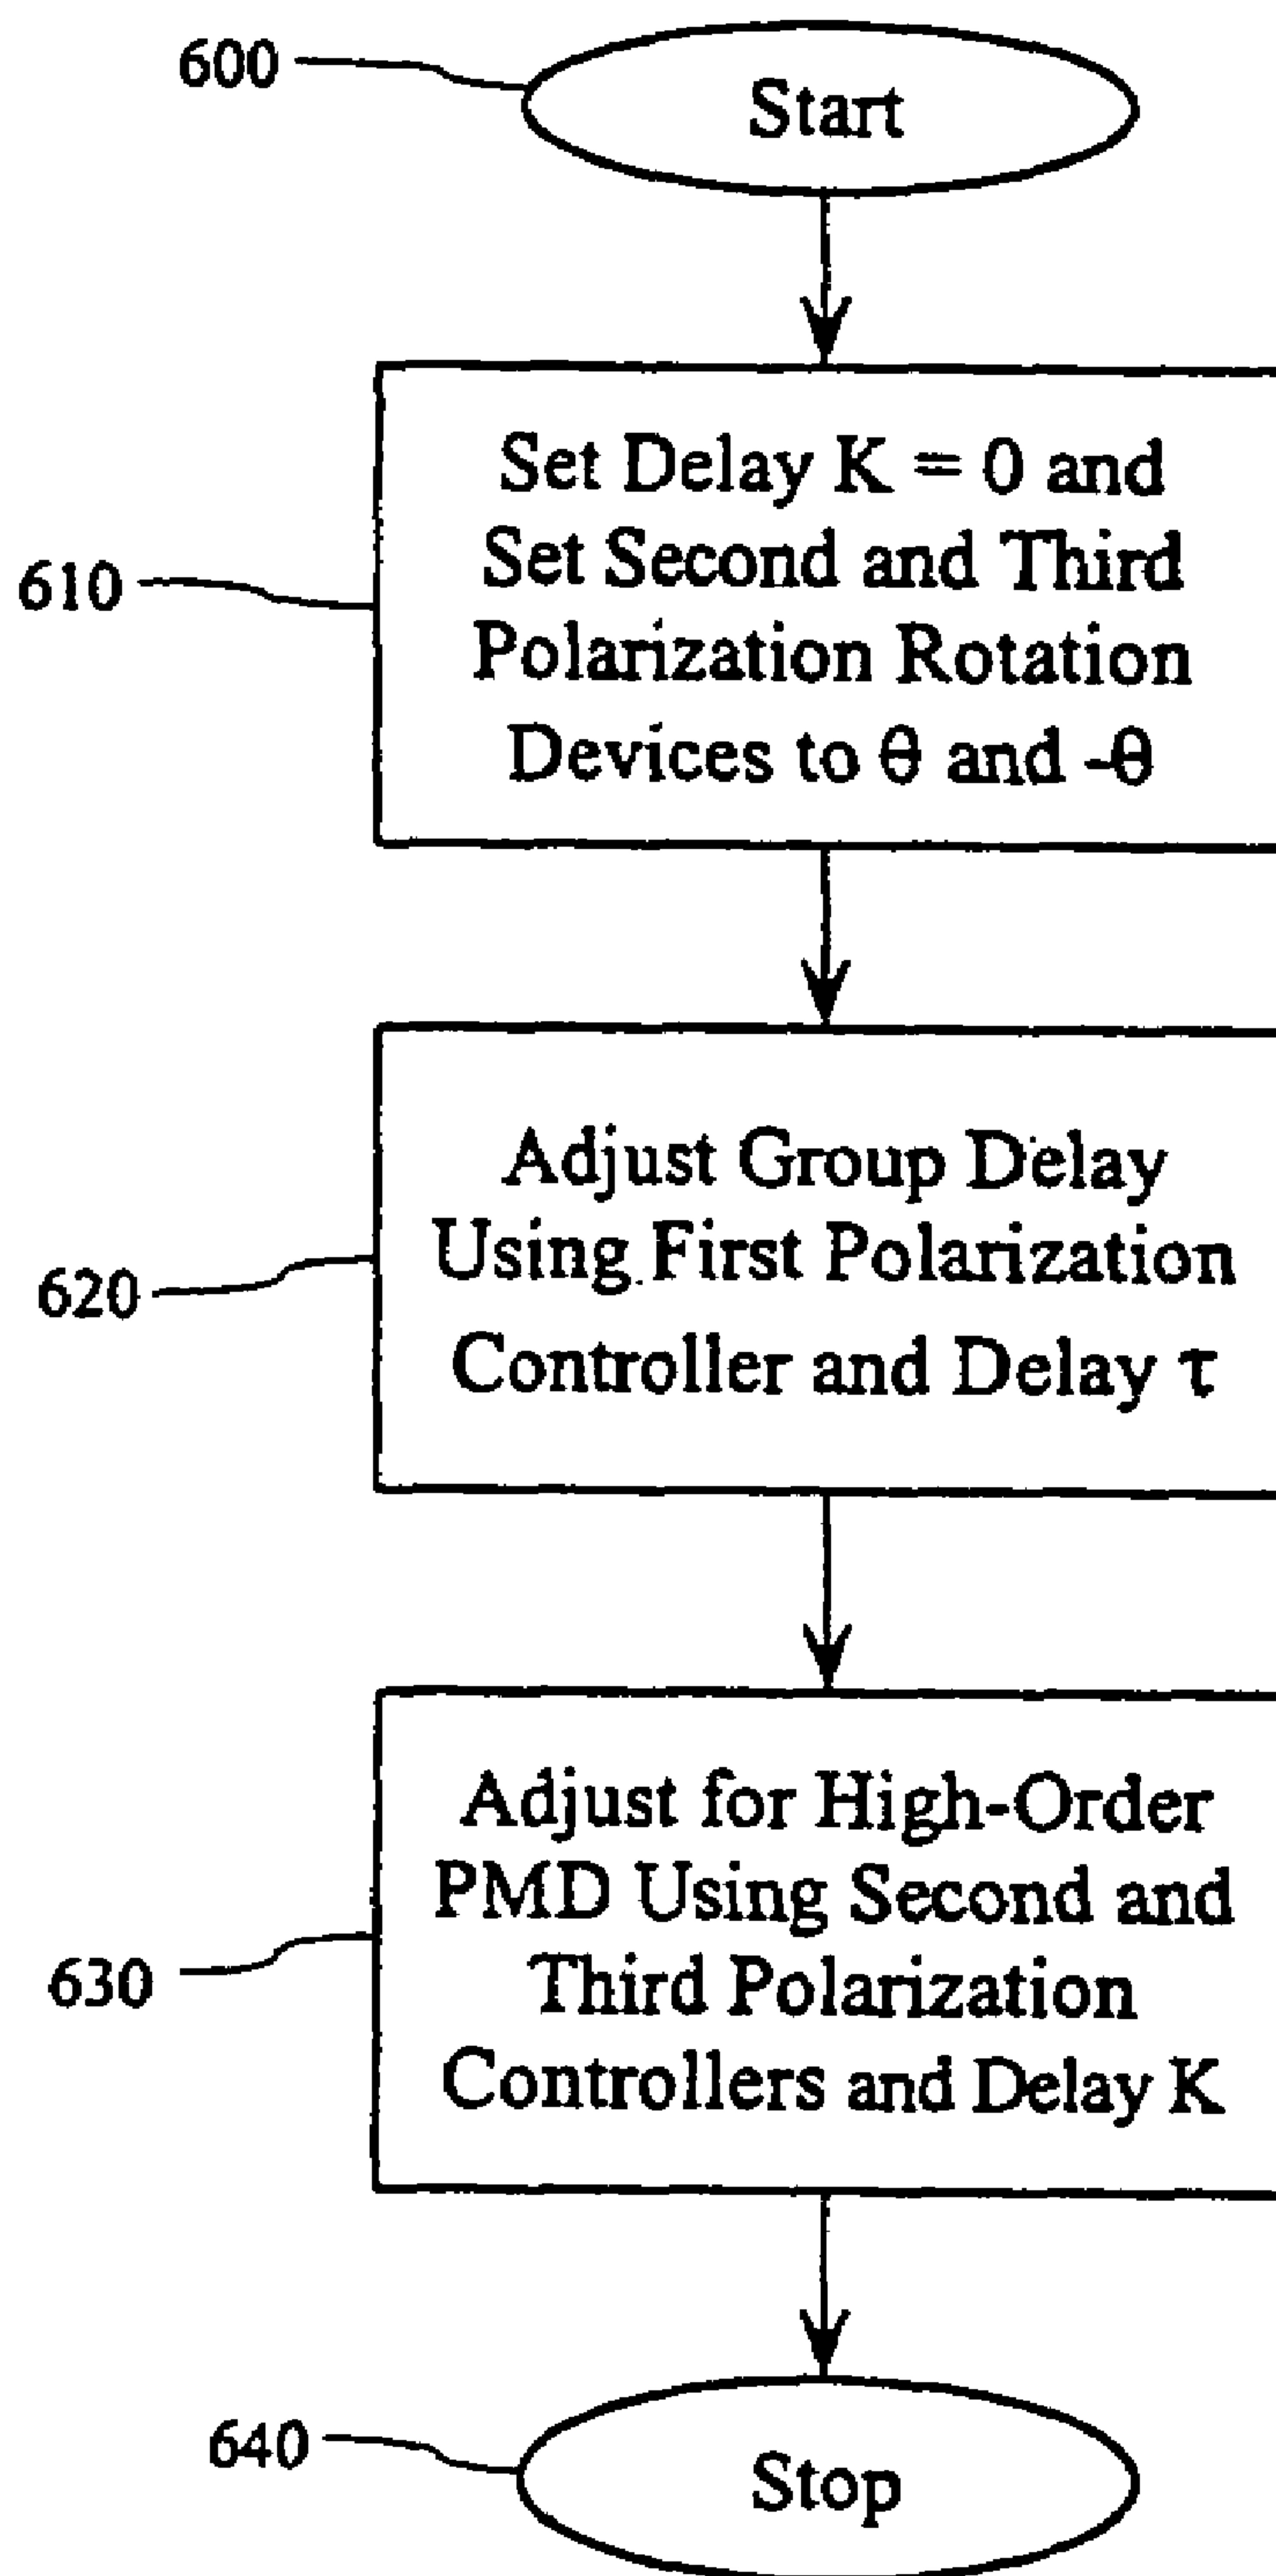 600
Start
610
Set Delay K = 0 and
Set Second and Third
Polarization Rotation
Devices to θ and -θ
620
Adjust Group Delay
Using First Polarization
Controller and Delay τ
630
Adjust for High-Order
PMD Using Second and
Third Polarization
Controllers and Delay K
640
Stop